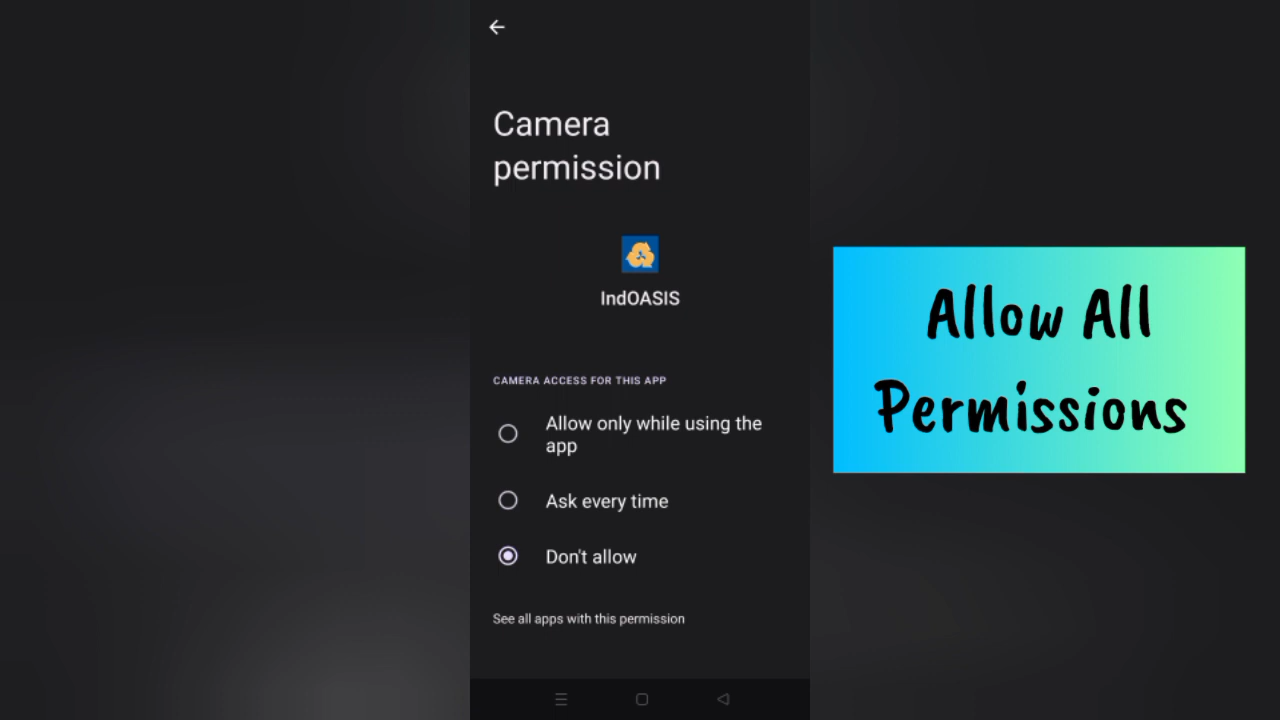 Camera
permission
IndOASIS
CAMERA ACCESS FOR THIS APP
Allow only while using the
app
Ask every time
Don't allow
See all apps with this permission
Allow All
Permissions